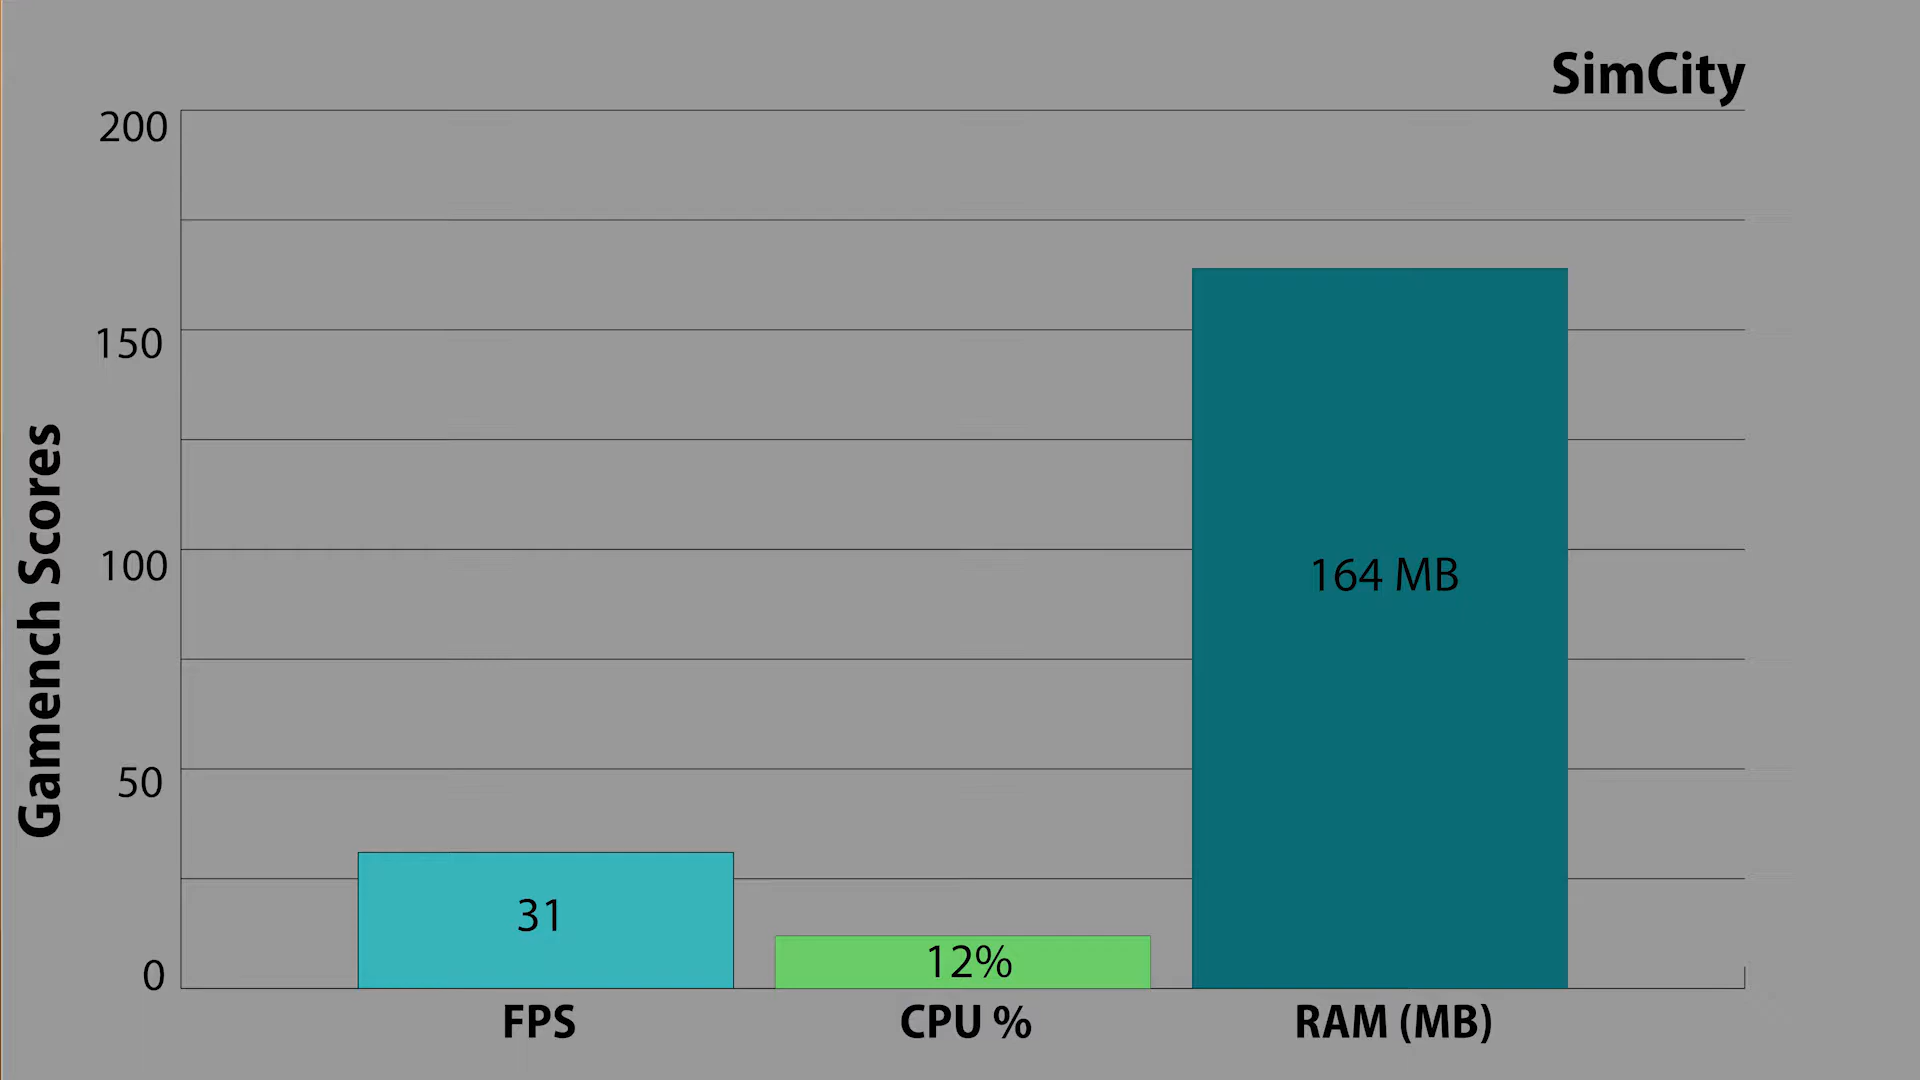 SimCity
200
150
100
50
0
Gamench Scores
31
12%
164 MB
FPS
CPU %
RAM (MB)